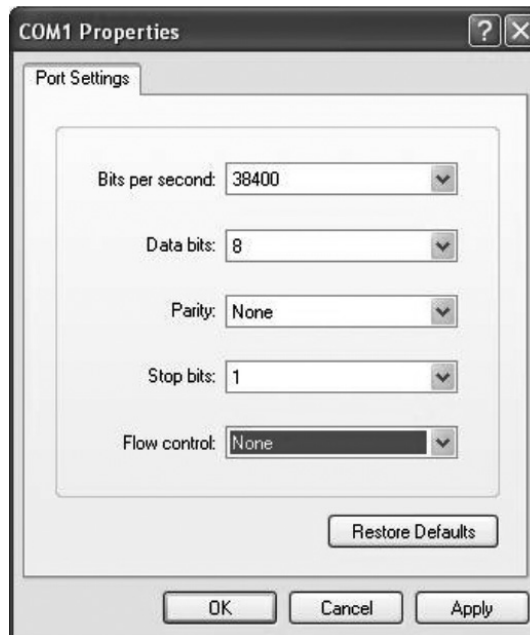 COM1 Properties
Port Settings
Bits per second: 38400
Data bits: 8
Parity: None
Stop bits: 1
Flow control: None
Restore Defaults
OK Cancel Apply